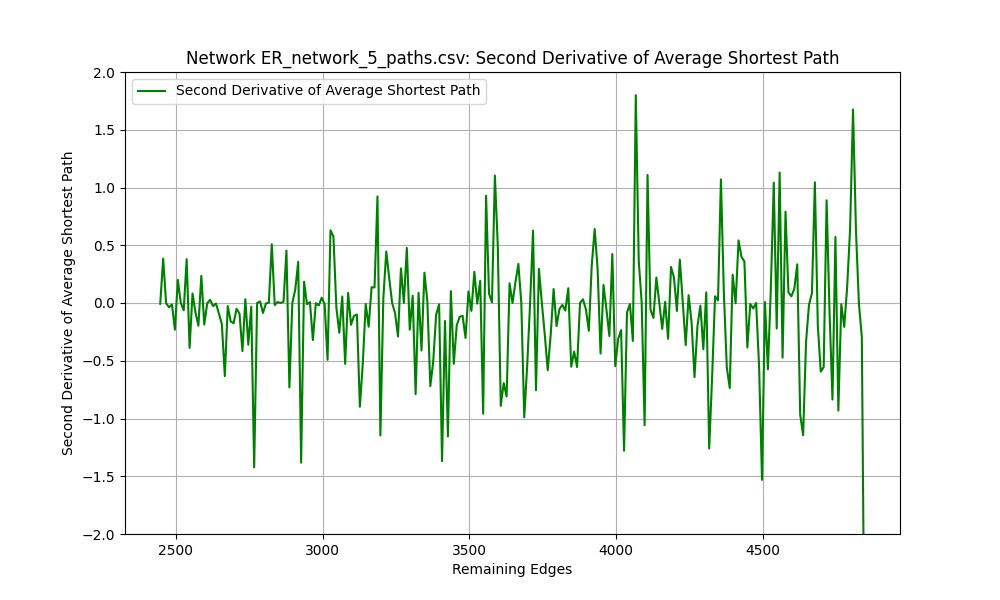 Network ER_network_5_paths.csv: Second Derivative of Average Shortest Path
Second Derivative of Average Shortest Path
Second Derivative of Average Shortest Path
2.0
1.5
1.0
0.5
0.0
−0.5
−1.0
−1.5
−2.0
2500 3000 3500 4000 4500
Remaining Edges